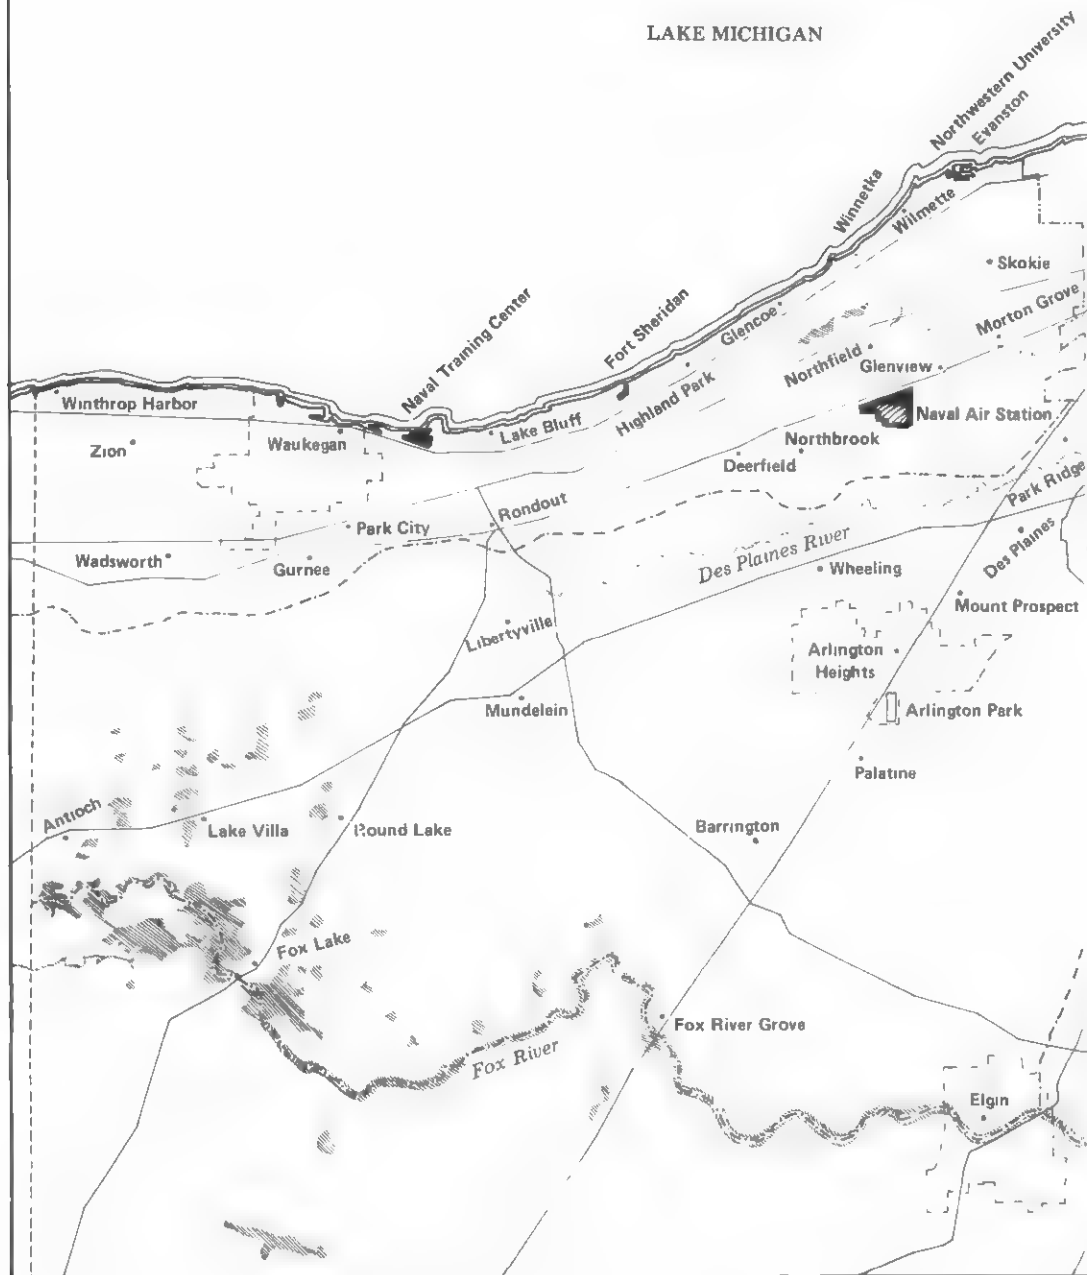 LAKE MICHIGAN
Northwestern University
Evanston
Winnetka
Wilmette
Skokie
Morton Grove
Naval Training Center
Fort Sheridan
Glencoe
Northfield
Glenview
Highland Park
Winthrop Harbor
Naval Air Station
Lake Bluff
Waukegan
Zion
Northbrook
Deerfield
Park Ridge
Rondout
Park City
Des Plaines
Wadsworth
Gurnee
Des Plaines River
Wheeling
Mount Prospect
Libertyville
Arlington
Heights
Mundelein
Arlington Park
Palatine
Antioch
Lake Villa
Round Lake
Barrington
Fox Lake
Fox River Grove
Fox River
Elgin